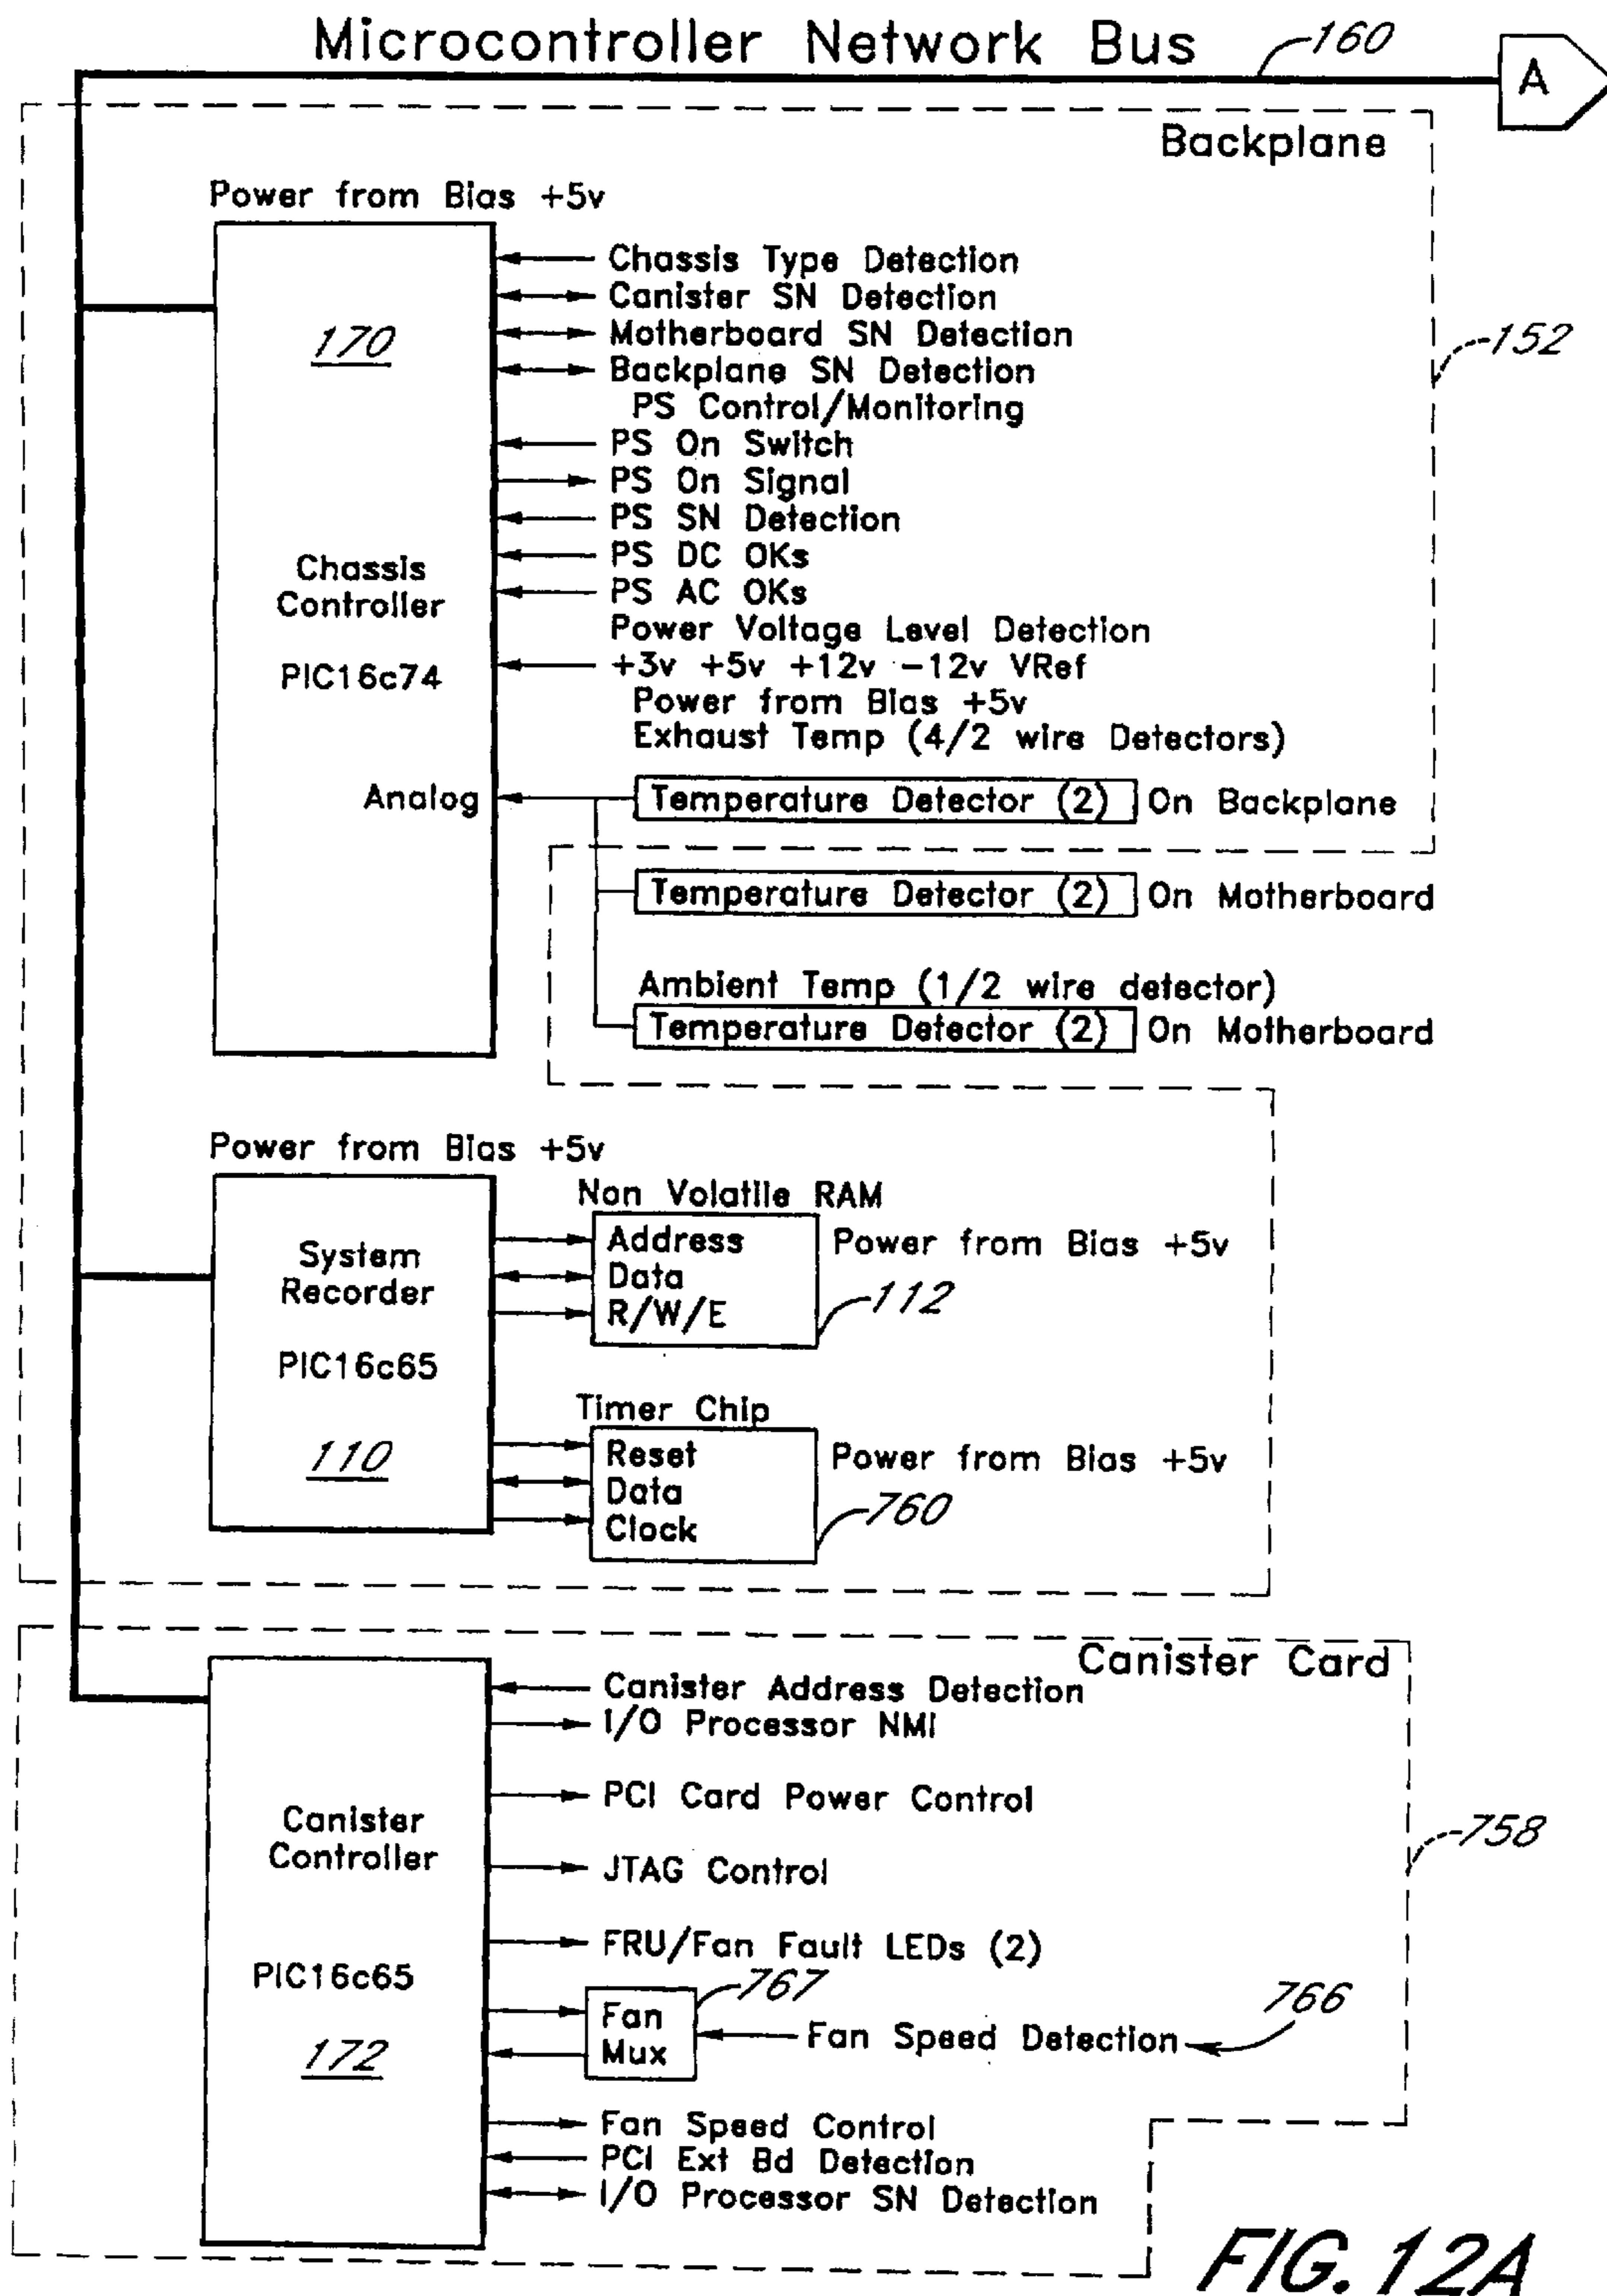 Microcontroller Network Bus
160
A
Backplane
Power from Bias +5v
170
Chassis
Controller
PIC16c74
Analog
Chassis Type Detection
Canister SN Detection
Motherboard SN Detection
Backplane SN Detection
PS Control/Monitoring
PS On Switch
PS On Signal
PS SN Detection
PS DC OKs
PS AC OKs
Power Voltage Level Detection
+3v +5v +12v -12v VRef
Power from Bias +5v
Exhaust Temp (4/2 wire Detectors)
Temperature Detector (2) On Backplane
152
Temperature Detector (2) On Motherboard
Ambient Temp (1/2 wire detector)
Temperature Detector (2) On Motherboard
Power from Bias +5v
System
Recorder
PIC16c65
110
Non Volatile RAM
Address
Data
R/W/E
Power from Bias +5v
112
Timer Chip
Reset
Data
Clock
Power from Bias +5v
760
Canister Card
Canister
Controller
PIC16c65
172
Canister Address Detection
I/O Processor NMI
PCI Card Power Control
758
JTAG Control
FRU/Fan Fault LEDs (2)
767
Fan
Mux
Fan Speed Detection
766
Fan Speed Control
PCI Ext Bd Detection
I/O Processor SN Detection
FIG. 12A